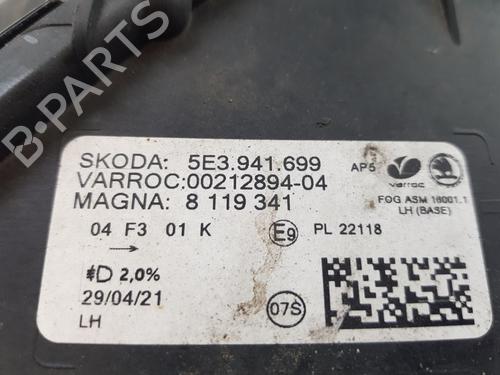 SKODA: 5E3.941.699
VARROC:00212894-04
MAGNA: 8 119 341
AP5
varroc
FOG ASM 16001.1
LH (BASE)
04 F3 01 K
E9
PL 22118
2,0%
29/04/21
LH
07S
B-PARTS